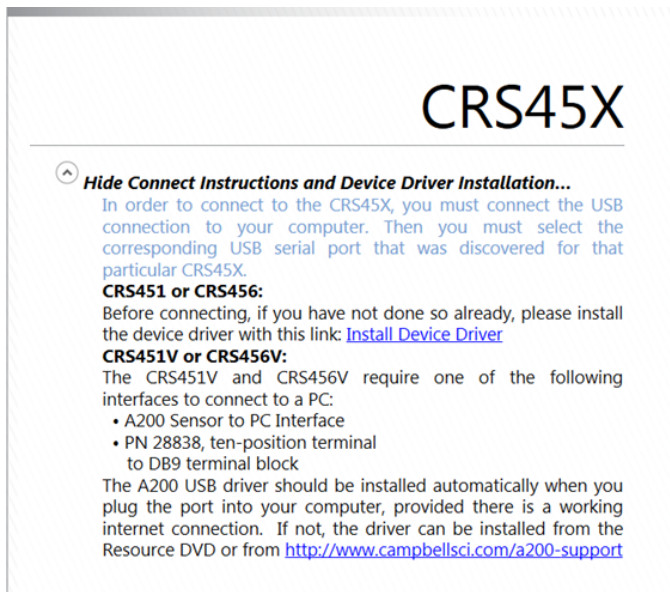 CRS45X
Hide Connect Instructions and Device Driver Installation...
In order to connect to the CRS45X, you must connect the USB
connection to your computer. Then you must select the
corresponding USB serial port that was discovered for that
particular CRS45X.
CRS451 or CRS456:
Before connecting, if you have not done so already, please install
the device driver with this link: Install Device Driver
CRS451V or CRS456V:
The CRS451V and CRS456V require one of the following
interfaces to connect to a PC:
• A200 Sensor to PC Interface
• PN 28838, ten-position terminal
to DB9 terminal block
The A200 USB driver should be installed automatically when you
plug the port into your computer, provided there is a working
internet connection. If not, the driver can be installed from the
Resource DVD or from http://www.campbellsci.com/a200-support